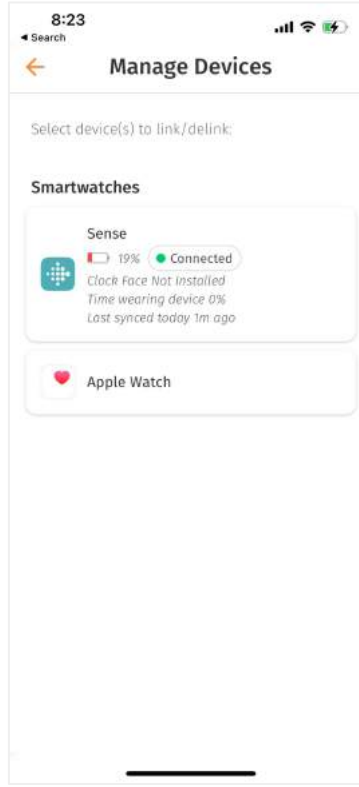 8:23
Search
Manage Devices
Select device(s) to link/delink:
Smartwatches
Sense
19% Connected
Clock Face Not Installed
Time wearing device 0%
Last synced today 1m ago
Apple Watch